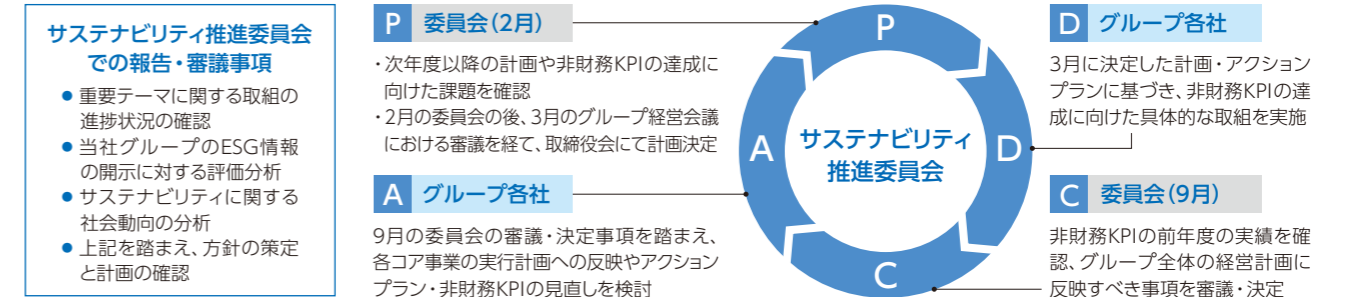 サステナビリティ推進委員会
での報告・審議事項
● 重要テーマに関する取組の
進捗状況の確認
● 当社グループのESG情報
の開示に対する評価分析
● サステナビリティに関する
社会動向の分析
● 上記を踏まえ、方針の策定
と計画の確認
P 委員会(2月)
・次年度以降の計画や非財務KPIの達成に
向けた課題を確認
・2月の委員会の後、3月のグループ経営会議
における審議を経て、取締役会にて計画決定
A グループ各社
9月の委員会の審議・決定事項を踏まえ、
各コア事業の実行計画への反映やアクション
プラン・非財務KPIの見直しを検討
P
A
サステナビリティ
推進委員会
D
C
D グループ各社
3月に決定した計画・アクション
プランに基づき、非財務KPIの達
成に向けた具体的な取組を実施
C 委員会(9月)
非財務KPIの前年度の実績を確
認、グループ全体の経営計画に
反映すべき事項を審議・決定